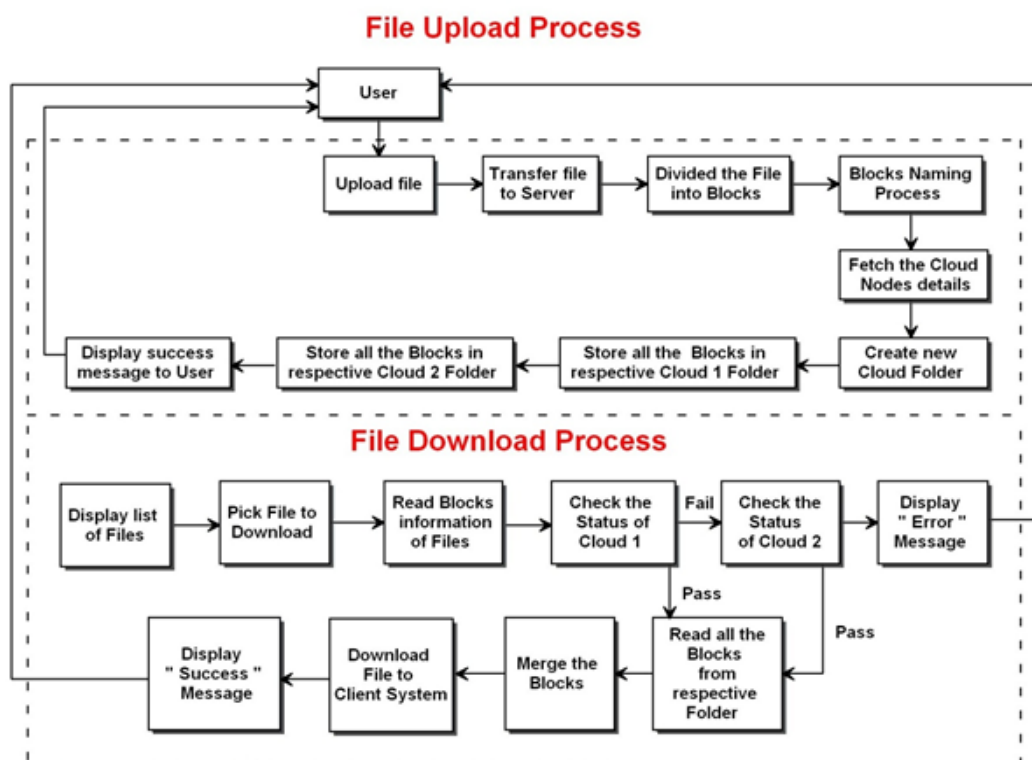 File Upload Process
User
Upload file
Transfer file
to Server
Divided the File
into Blocks
Blocks Naming
Process
Fetch the Cloud
Nodes details
Display success
message to User
Store all the Blocks in
respective Cloud 2 Folder
Store all the Blocks in
respective Cloud 1 Folder
Create new
Cloud Folder
File Download Process
Display list
of Files
Pick File to
Download
Read Blocks
information
of Files
Check the
Status of
Cloud 1
Fail
Check the
Status
of Cloud 2
Display
" Error "
Message
Pass
Pass
Display
" Success "
Message
Download
File to
Client System
Merge the
Blocks
Read all the
Blocks
from
respective
Folder